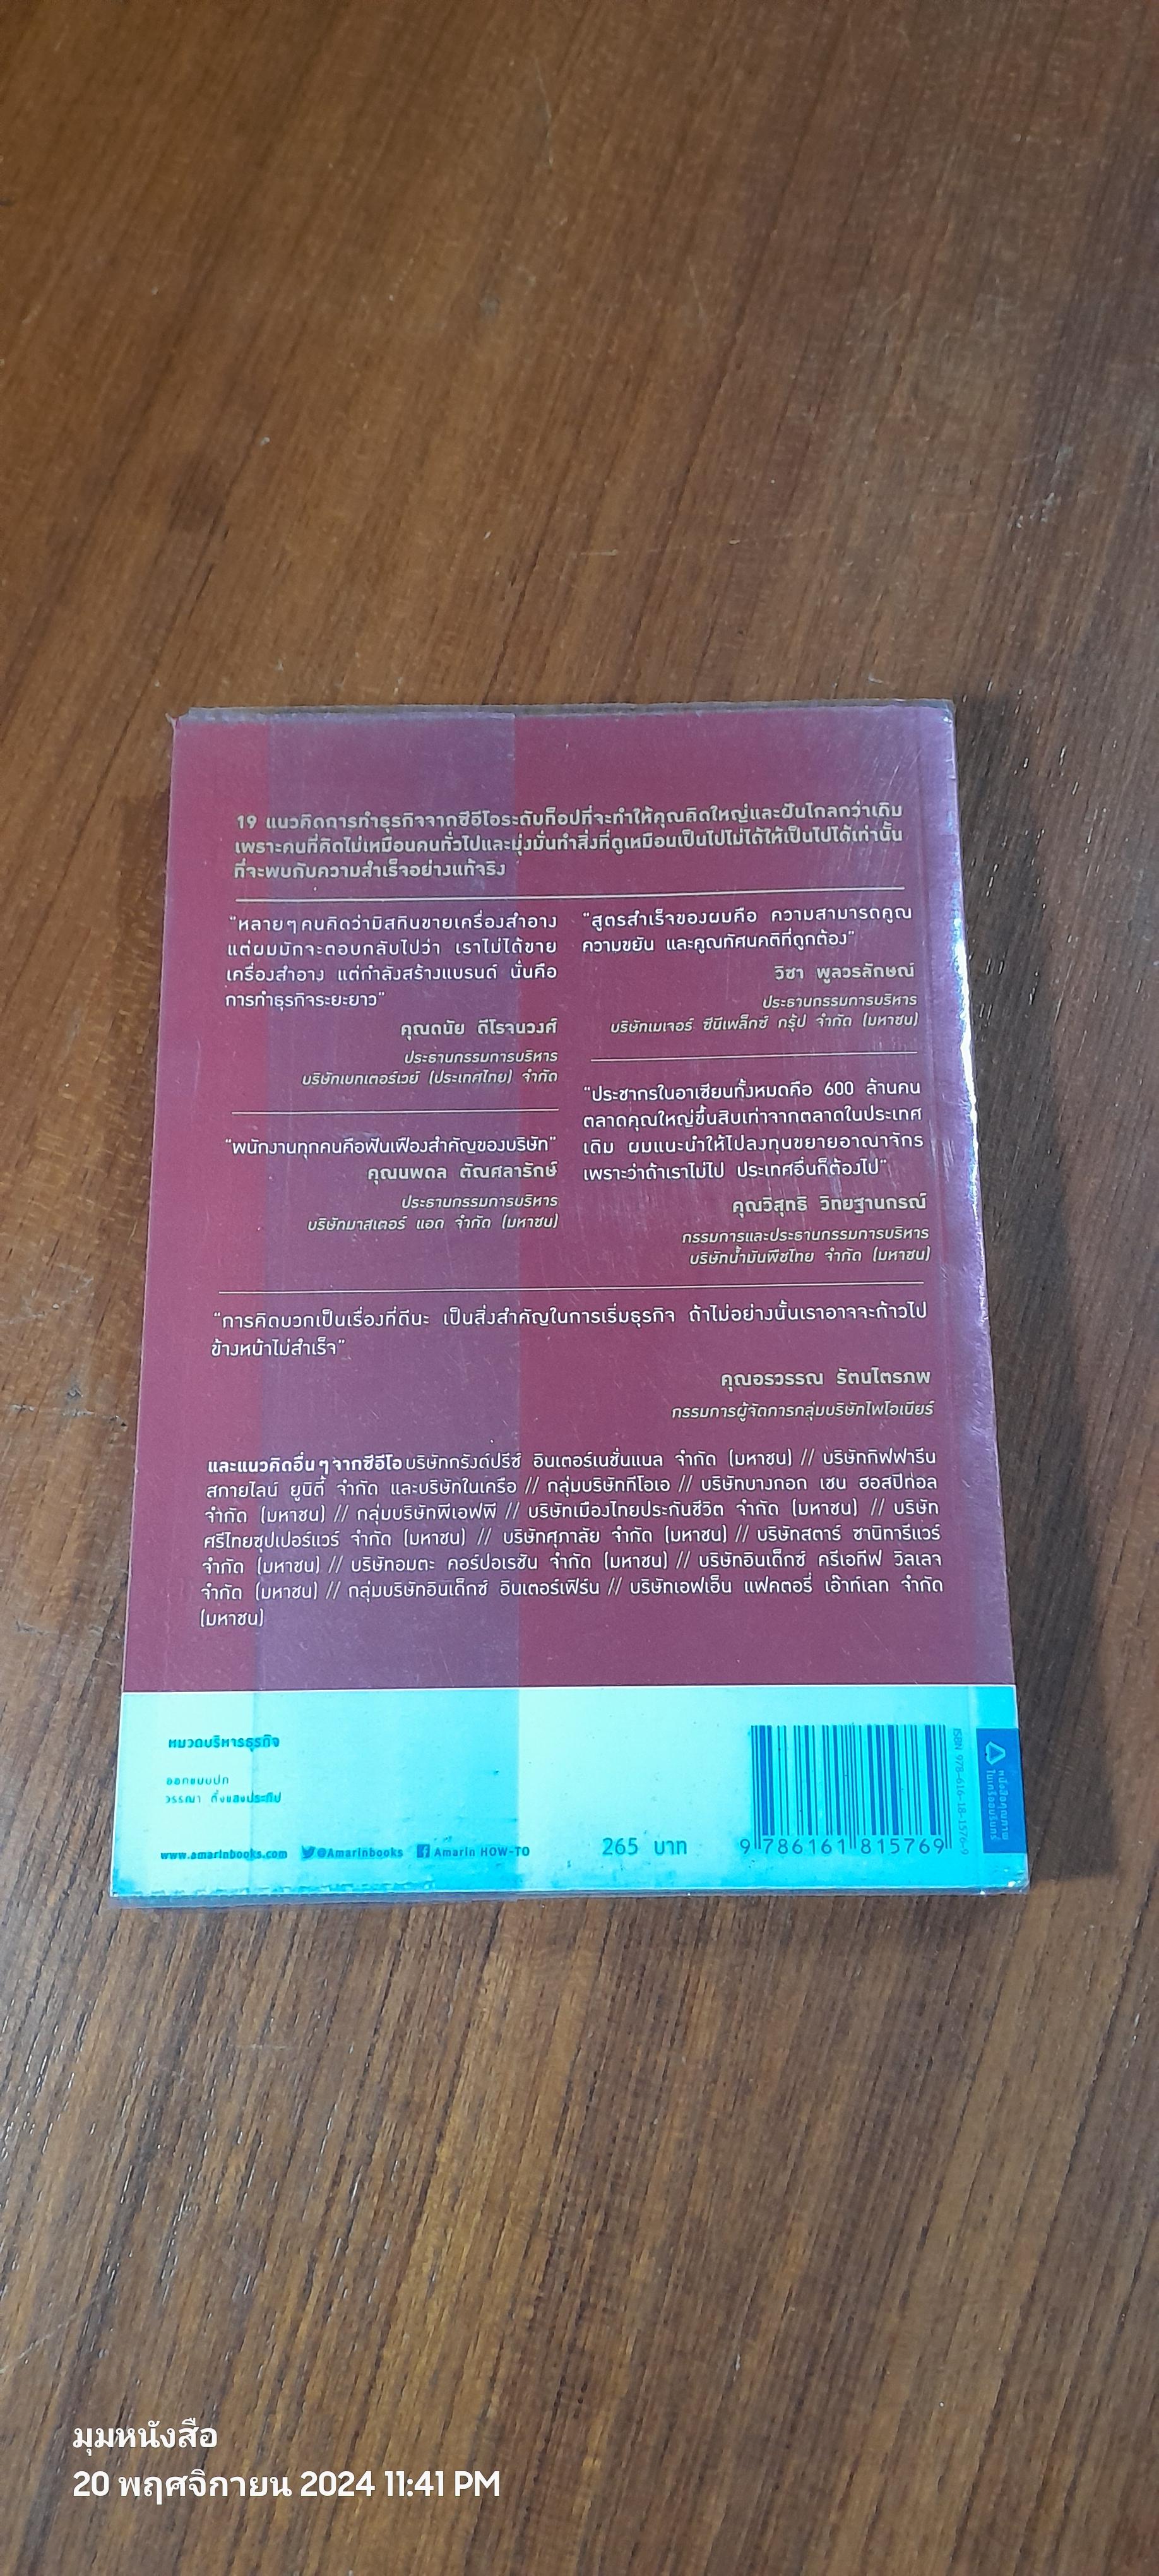 19 แนวคิดการทำธุรกิจจากซีอีโอระดับท็อปที่จะทำให้คุณคิดใหญ่และฝันไกลกว่าเดิม
เพราะคนที่คิดไม่เหมือนคนทั่วไปและมุ่งมั่นทำสิ่งที่ดูเหมือนเป็นไปไม่ได้ให้เป็นไปได้เท่านั้น
ที่จะพบกับความสำเร็จอย่างแท้จริง
"หลายๆคนคิดว่ามิสทินขายเครื่องสำอาง
แต่ผมมักจะตอบกลับไปว่า เราไม่ได้ขาย
เครื่องสำอาง แต่กำลังสร้างแบรนด์ นั่นคือ
การทำธุรกิจระยะยาว"
คุณดนัย ดีโรจนวงศ์
ประธานกรรมการบริหาร
บริษัทเบทเตอร์เวย์ (ประเทศไทย) จำกัด
"พนักงานทุกคนคือฟันเฟืองสำคัญของบริษัท"
คุณนพดล ตัณศลารักษ์
ประธานกรรมการบริหาร
บริษัทมาสเตอร์ แอด จำกัด (มหาชน)
"สูตรสำเร็จของผมคือ ความสามารถคูณ
ความขยัน และคูณทัศนคติที่ถูกต้อง"
วิชา พูลวรลักษณ์
ประธานกรรมการบริหาร
บริษัทเมเจอร์ ซีนีเพล็กซ์ กรุ้ป จำกัด (มหาชน)
"ประชากรในอาเซียนทั้งหมดคือ 600 ล้านคน
ตลาดคุณใหญ่ขึ้นสิบเท่าจากตลาดในประเทศ
เดิม ผมแนะนำให้ไปลงทุนขยายอาณาจักร
เพราะว่าถ้าเราไม่ไป ประเทศอื่นก็ต้องไป"
คุณวิสุทธิ วิทยฐานกรณ์
กรรมการและประธานกรรมการบริหาร
บริษัทน้ำมันพืชไทย จำกัด (มหาชน)
"การคิดบวกเป็นเรื่องที่ดีนะ เป็นสิ่งสำคัญในการเริ่มธุรกิจ ถ้าไม่อย่างนั้นเราอาจจะก้าวไป
ข้างหน้าไม่สำเร็จ"
คุณอรวรรณ รัตนไตรภพ
กรรมการผู้จัดการกลุ่มบริษัทไพโอเนียร์
และแนวคิดอื่นๆจากซีอีโอบริษัทกรังด์ปรีซ์ อินเตอร์เนชั่นแนล จำกัด (มหาชน) // บริษัทกิฟฟารีน
สกายไลน์ ยูนิตี้ จำกัด และบริษัทในเครือ // กลุ่มบริษัททีโอเอ // บริษัทบางกอก เชน ฮอสปิทอล
จำกัด (มหาชน) // กลุ่มบริษัทพีเอฟพี // บริษัทเมืองไทยประกันชีวิต จำกัด (มหาชน) // บริษัท
ศรีไทยซุปเปอร์แวร์ จำกัด (มหาชน) // บริษัทศุภาลัย จำกัด (มหาชน) // บริษัทสตาร์ ซานิทารีแวร์
จำกัด (มหาชน) // บริษัทอมตะ คอร์ปอเรชัน จำกัด (มหาชน) // บริษัทอินเด็กซ์ ครีเอทีฟ วิลเลจ
จำกัด (มหาชน) // กลุ่มบริษัทอินเด็กซ์ อินเตอร์เฟิร์น // บริษัทเอฟเอ็น แฟคตอรี่ เอ๊าท์เลท จำกัด
(มหาชน)
หมวดบริหารธุรกิจ
ออกแบบปก
วรรณา ตั้งแสงประทีป
www.amarinbooks.com @Amarinbooks Amarin HOW-TO
265 บาท
9 786161 815769
ISBN 978-616-18-1576-9
หนังสือคุณภาพ
ในเครืออมรินทร์
มุมหนังสือ
20 พฤศจิกายน 2024 11:41 PM